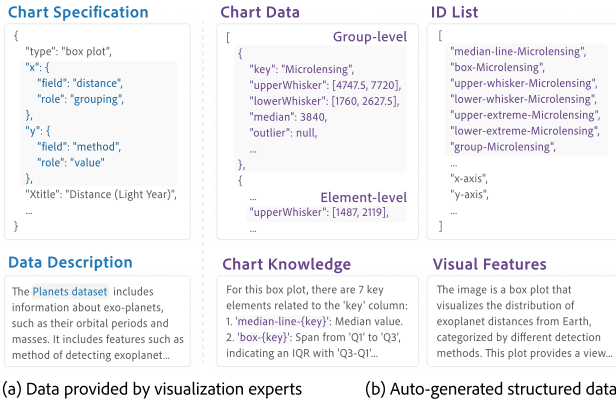 Chart Specification
{
"type": "box plot",
"x": {
"field": "distance",
"role": "grouping",
},
"y": {
"field": "method",
"role": "value"
},
"Xtitle": "Distance (Light Year)",
...
}
Chart Data
[
Group-level
{
"key": "Microlensing",
"upperWhisker": [4747.5, 7720],
"lowerWhisker": [1760, 2627.5],
"median": 3840,
"outlier": null,
...
},
{
...
Element-level
"upperWhisker": [1487, 2119],
...
ID List
[
"median-line-Microlensing,
"box-Microlensing",
"upper-whisker-Microlensing",
"lower-whisker-Microlensing",
"upper-extreme-Microlensing",
"lower-extreme-Microlensing",
"group-Microlensing",
...
"x-axis",
"y-axis",
...
]
Data Description
The Planets dataset includes
information about exo-planets,
such as their orbital periods and
masses. It includes features such as
method of detecting exoplanet...
Chart Knowledge
For this box plot, there are 7 key
elements related to the 'key' column:
1. 'median-line-{key}': Median value.
2. 'box-{key}': Span from 'Q1' to 'Q3',
indicating an IQR with 'Q3-Q1'...
Visual Features
The image is a box plot that
visualizes the distribution of
exoplanet distances from Earth,
categorized by different detection
methods. This plot provides a view...
(a) Data provided by visualization experts
(b) Auto-generated structured data